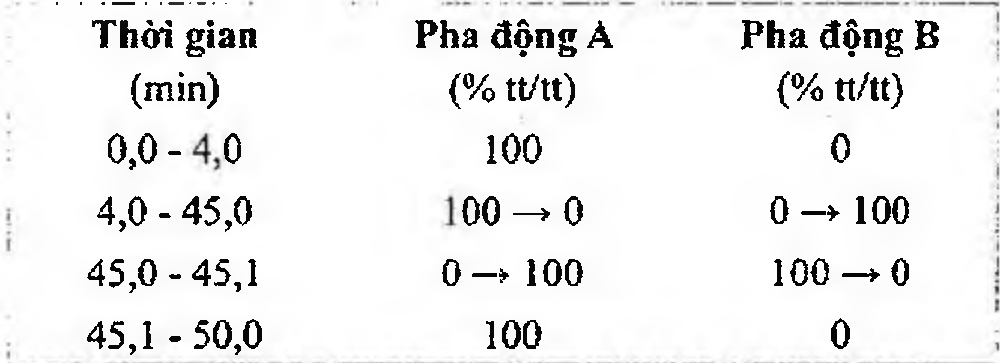 Thời gian Pha động A Pha động B
(min) (% tt/tt) (% tt/tt)
0,0 - 4,0 100 0
4,0 - 45,0 100 → 0 0 → 100
45,0 - 45,1 0 → 100 100 → 0
45,1 - 50,0 100 0